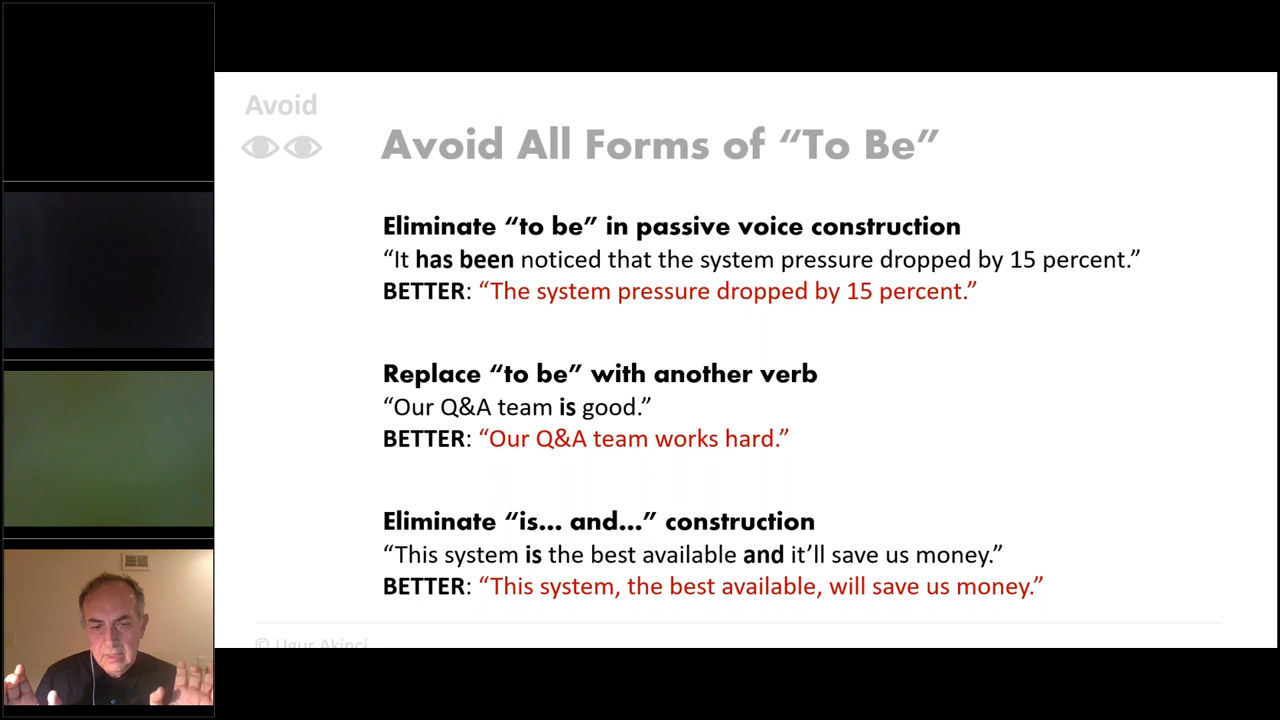 Avoid
Avoid All Forms of “To Be”
Eliminate “to be” in passive voice construction
“It has been noticed that the system pressure dropped by 15 percent.”
BETTER: “The system pressure dropped by 15 percent.”
Replace “to be” with another verb
“Our Q&A team is good.”
BETTER: “Our Q&A team works hard.”
Eliminate “is... and...” construction
“This system is the best available and it’ll save us money.”
BETTER: “This system, the best available, will save us money.”
© Ugur Akinci